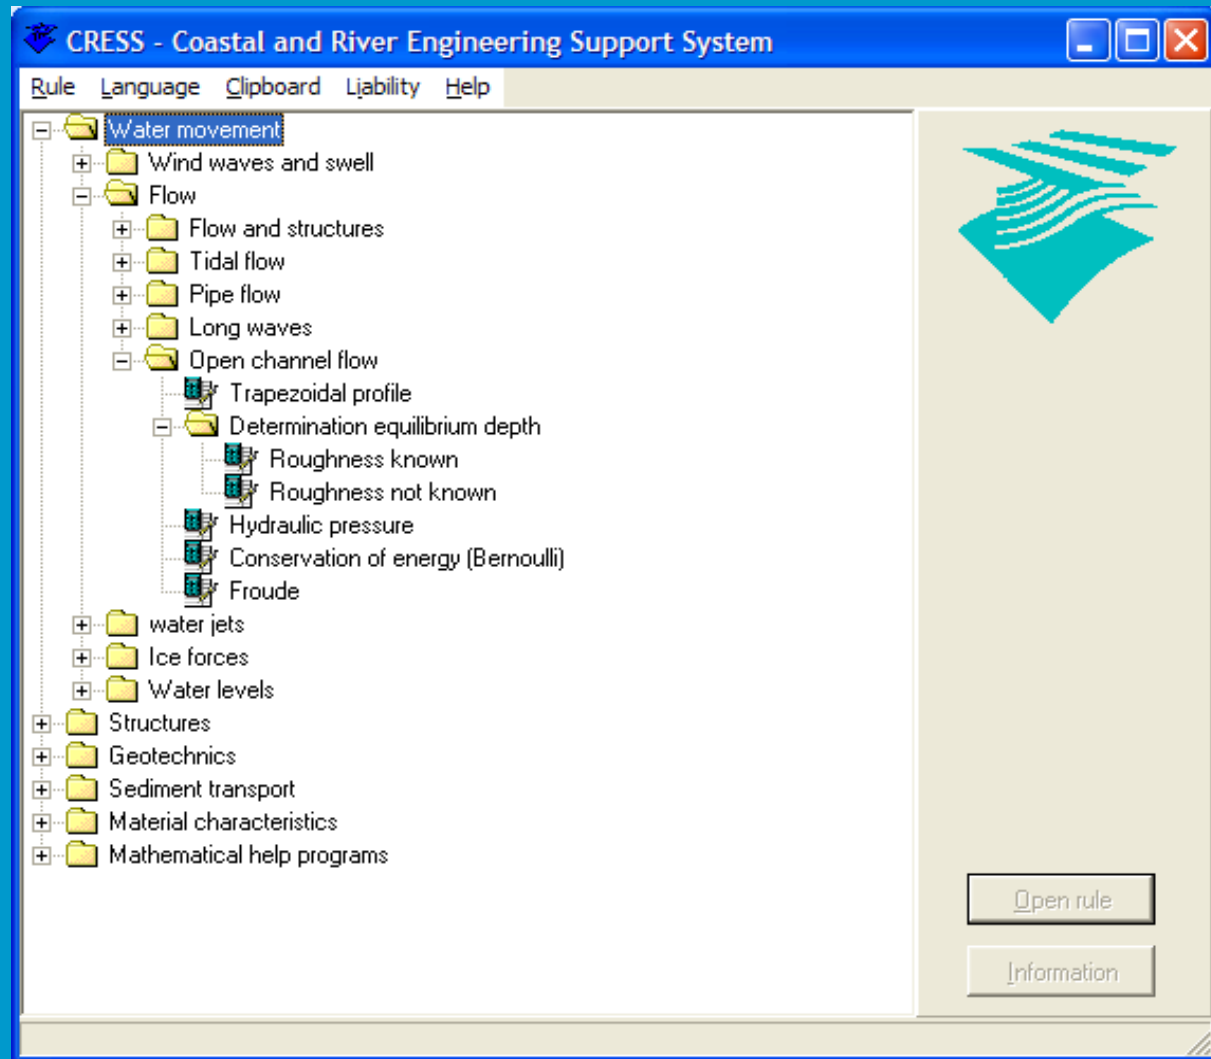 CRESS - Coastal and River Engineering Support System
Rule Language Clipboard Liability Help
Water movement
Wind waves and swell
Flow
Flow and structures
Tidal flow
Pipe flow
Long waves
Open channel flow
Trapezoidal profile
Determination equilibrium depth
Roughness known
Roughness not known
Hydraulic pressure
Conservation of energy (Bernoulli)
Froude
water jets
Ice forces
Water levels
Structures
Geotechnics
Sediment transport
Material characteristics
Mathematical help programs
Open rule
Information